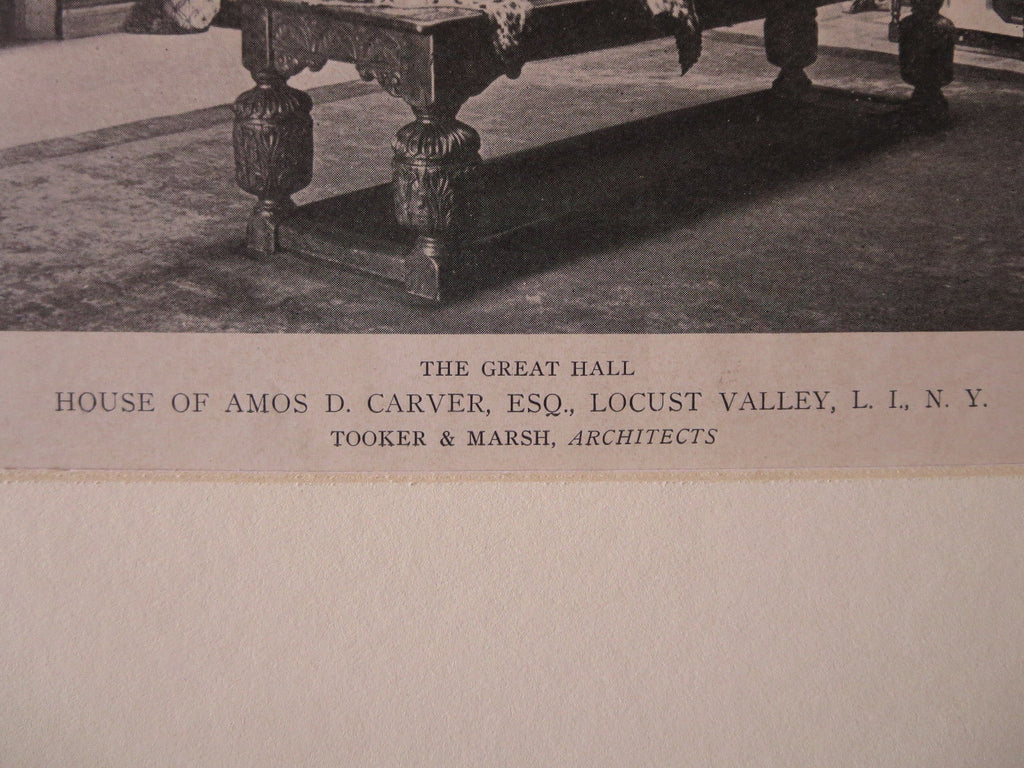 THE GREAT HALL
HOUSE OF AMOS D. CARVER, ESQ., LOCUST VALLEY, L. I., N. Y.
TOOKER & MARSH, ARCHITECTS